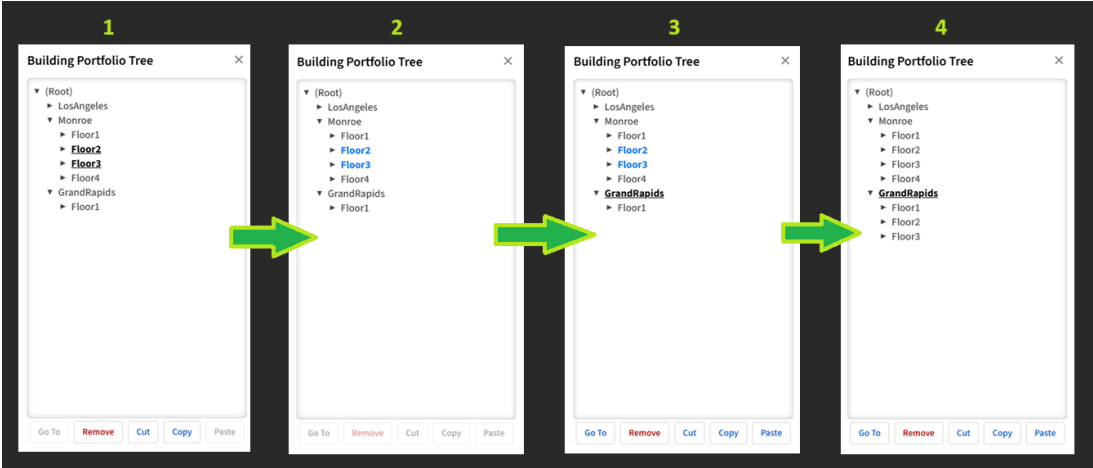 1
Building Portfolio Tree
(Root)
LosAngeles
Monroe
Floor1
Floor2
Floor3
Floor4
GrandRapids
Floor1
Go To Remove Cut Copy Paste
2
Building Portfolio Tree
(Root)
LosAngeles
Monroe
Floor1
Floor2
Floor3
Floor4
GrandRapids
Floor1
Go To Remove Cut Copy Paste
3
Building Portfolio Tree
(Root)
LosAngeles
Monroe
Floor1
Floor2
Floor3
Floor4
GrandRapids
Floor1
Go To Remove Cut Copy Paste
4
Building Portfolio Tree
(Root)
LosAngeles
Monroe
Floor1
Floor2
Floor3
Floor4
GrandRapids
Floor1
Floor2
Floor3
Go To Remove Cut Copy Paste